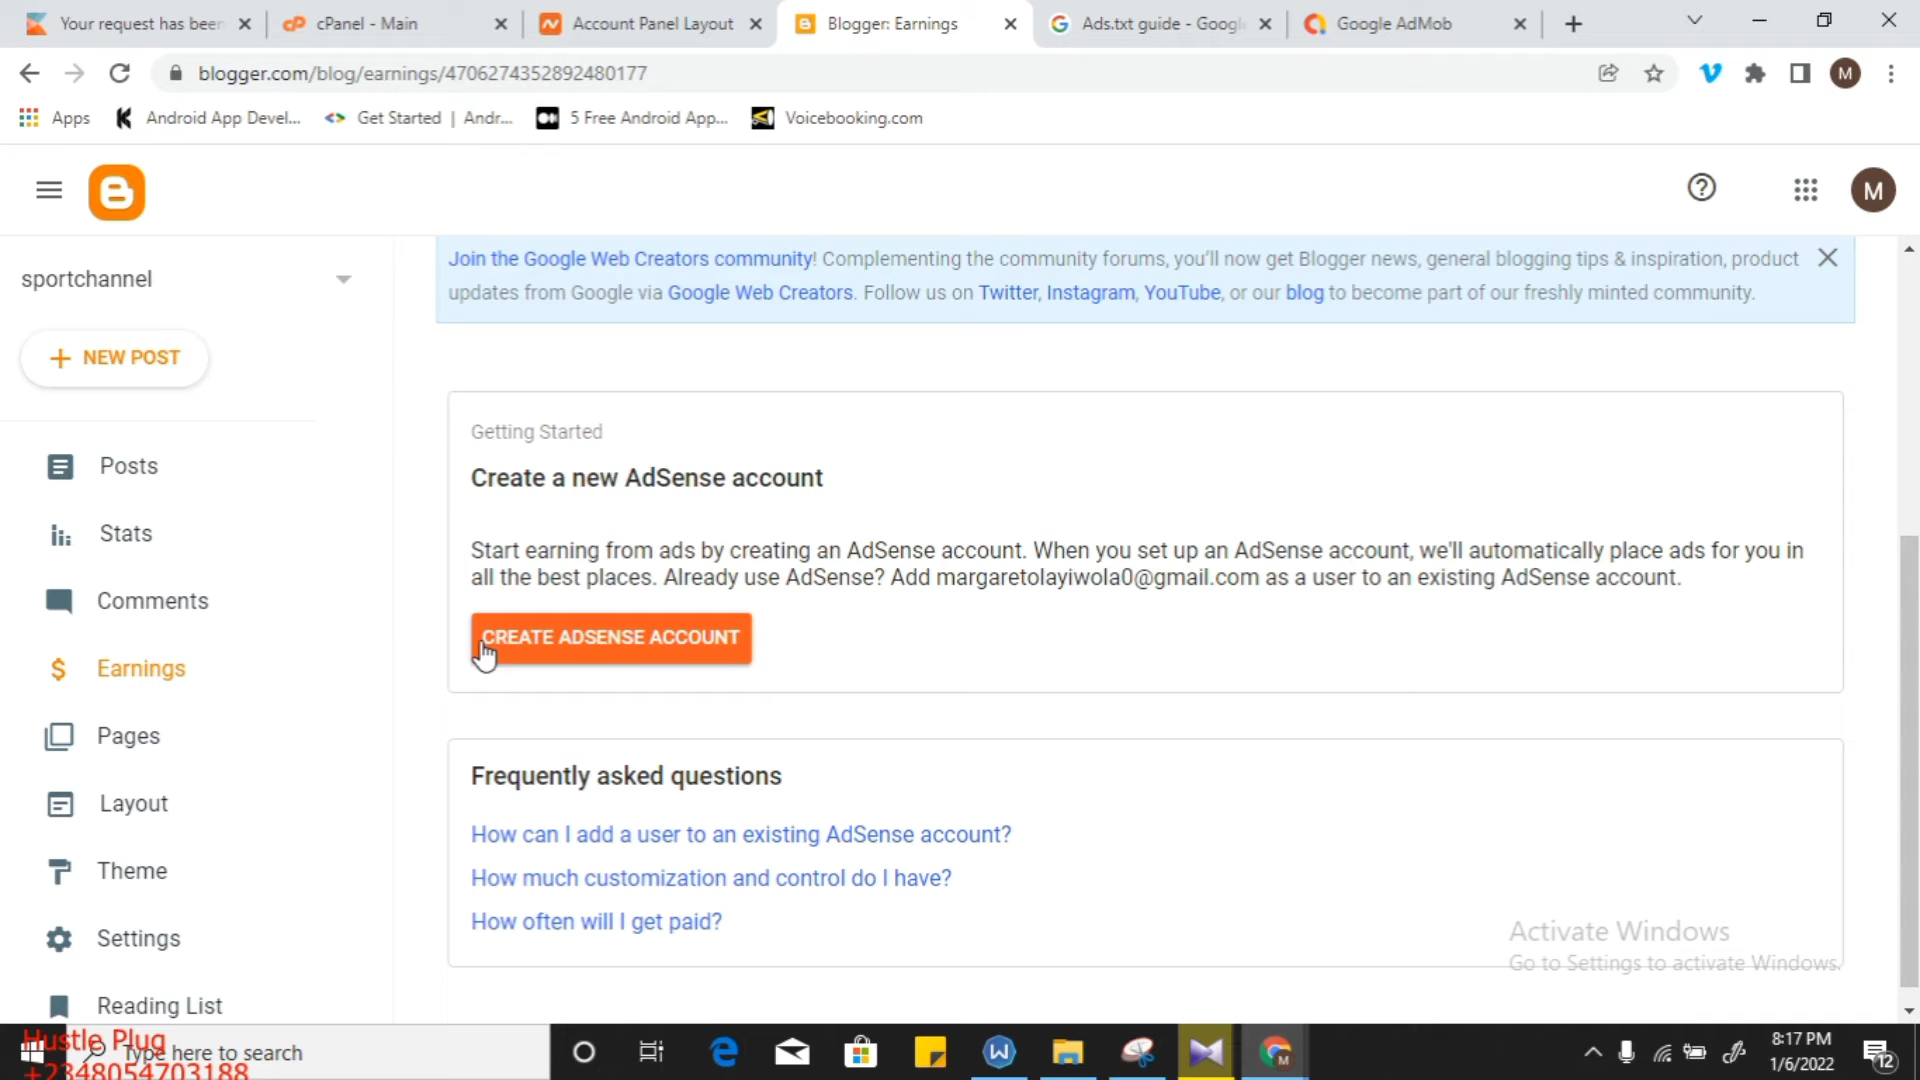 Your request has been
cPanel - Main
Account Panel Layout
Blogger: Earnings
Ads.txt guide - Googl
Google AdMob
blogger.com/blog/earnings/4706274352892480177
M
Apps
Android App Devel...
Get Started | Andr...
5 Free Android App...
Voicebooking.com
M
sportchannel
NEW POST
Posts
Stats
Comments
Earnings
Pages
Layout
Theme
Settings
Reading List
Join the Google Web Creators community! Complementing the community forums, you'll now get Blogger news, general blogging tips & inspiration, product
updates from Google via Google Web Creators. Follow us on Twitter, Instagram, YouTube, or our blog to become part of our freshly minted community.
Getting Started
Create a new AdSense account
Start earning from ads by creating an AdSense account. When you set up an AdSense account, we'll automatically place ads for you in
all the best places. Already use AdSense? Add margaretolayiwola0@gmail.com as a user to an existing AdSense account.
CREATE ADSENSE ACCOUNT
Frequently asked questions
How can I add a user to an existing AdSense account?
How much customization and control do I have?
How often will I get paid?
Activate Windows
Go to Settings to activate Windows.
Hustle Plug
+2348054703188
Type here to search
8:17 PM
1/6/2022
12